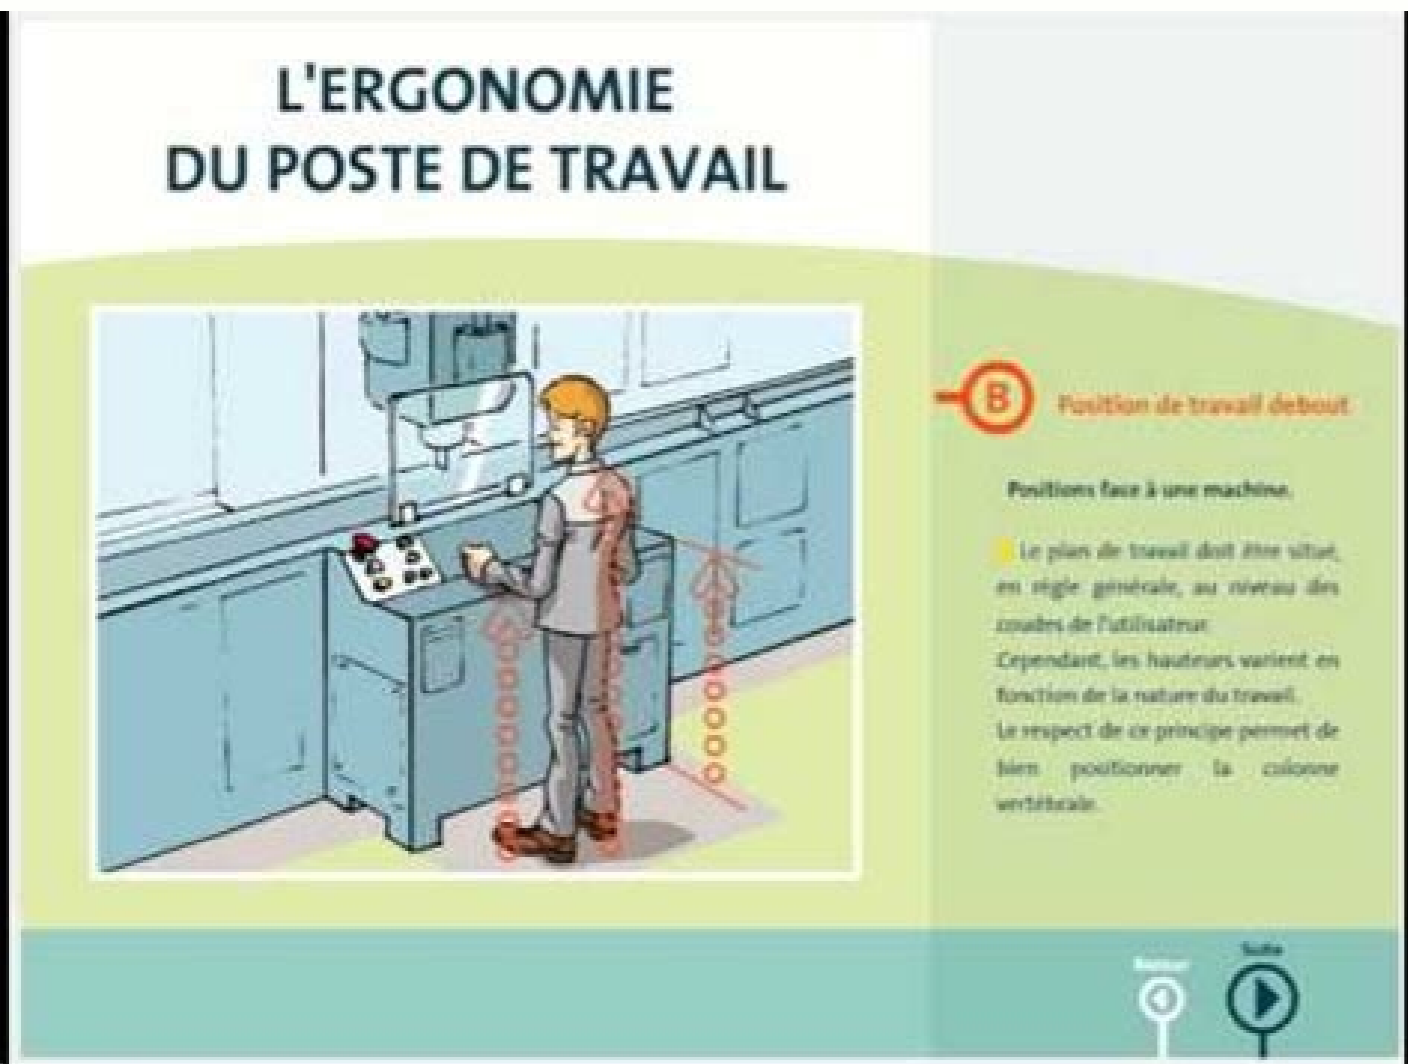 L'ERGONOMIE
DU POSTE DE TRAVAIL
B
Position de travail debout
Positions face à une machine.
Le plan de travail doit être situé,
en règle générale, au niveau des
coudes de l'utilisateur.
Cependant, les hauteurs varient en
fonction de la nature du travail.
Le respect de ce principe permet de
bien positionner la colonne
vertébrale.
Retour
Suite